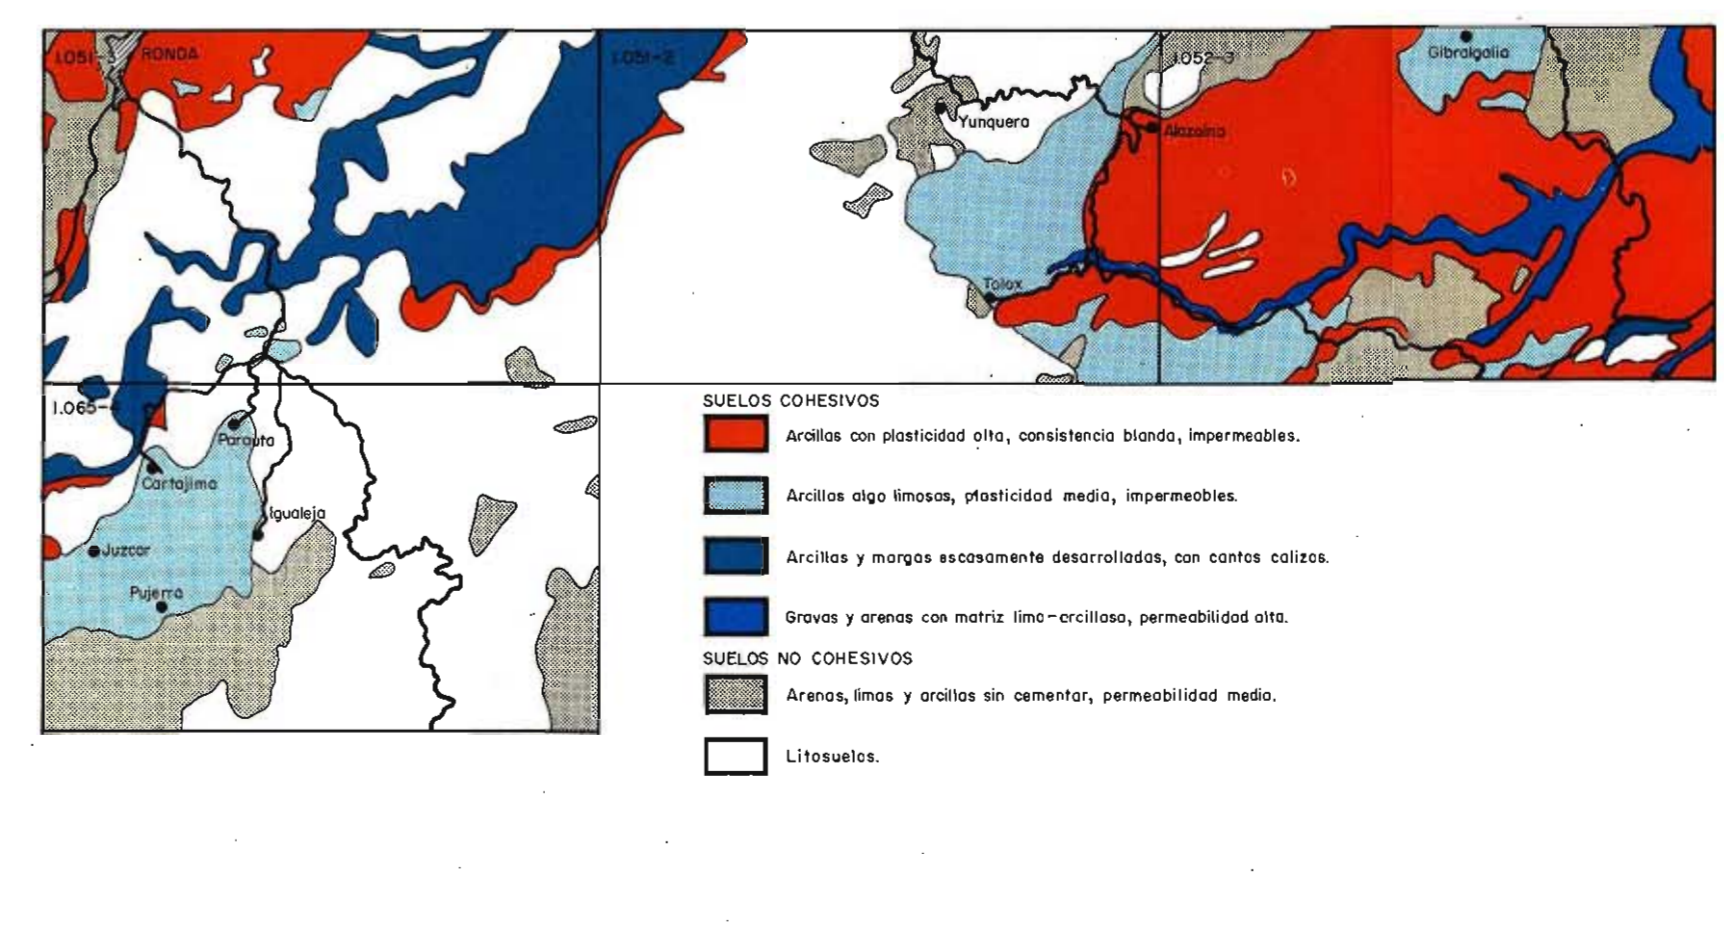 1.051-3
RONDA
1.051-2
1.052-3
Gibralgalia
Yunquera
Alozaina
Tolox
1.065-4
Parauta
Cartajima
Igualeja
Juzcar
Pujerra
SUELOS COHESIVOS
Arcillas con plasticidad alta, consistencia blanda, impermeables.
Arcillas algo limosas, plasticidad media, impermeables.
Arcillas y margas escasamente desarrolladas, con cantos calizos.
Gravas y arenas con matriz limo-arcillosa, permeabilidad alta.
SUELOS NO COHESIVOS
Arenas, limos y arcillas sin cementar, permeabilidad media.
Litosuelos.